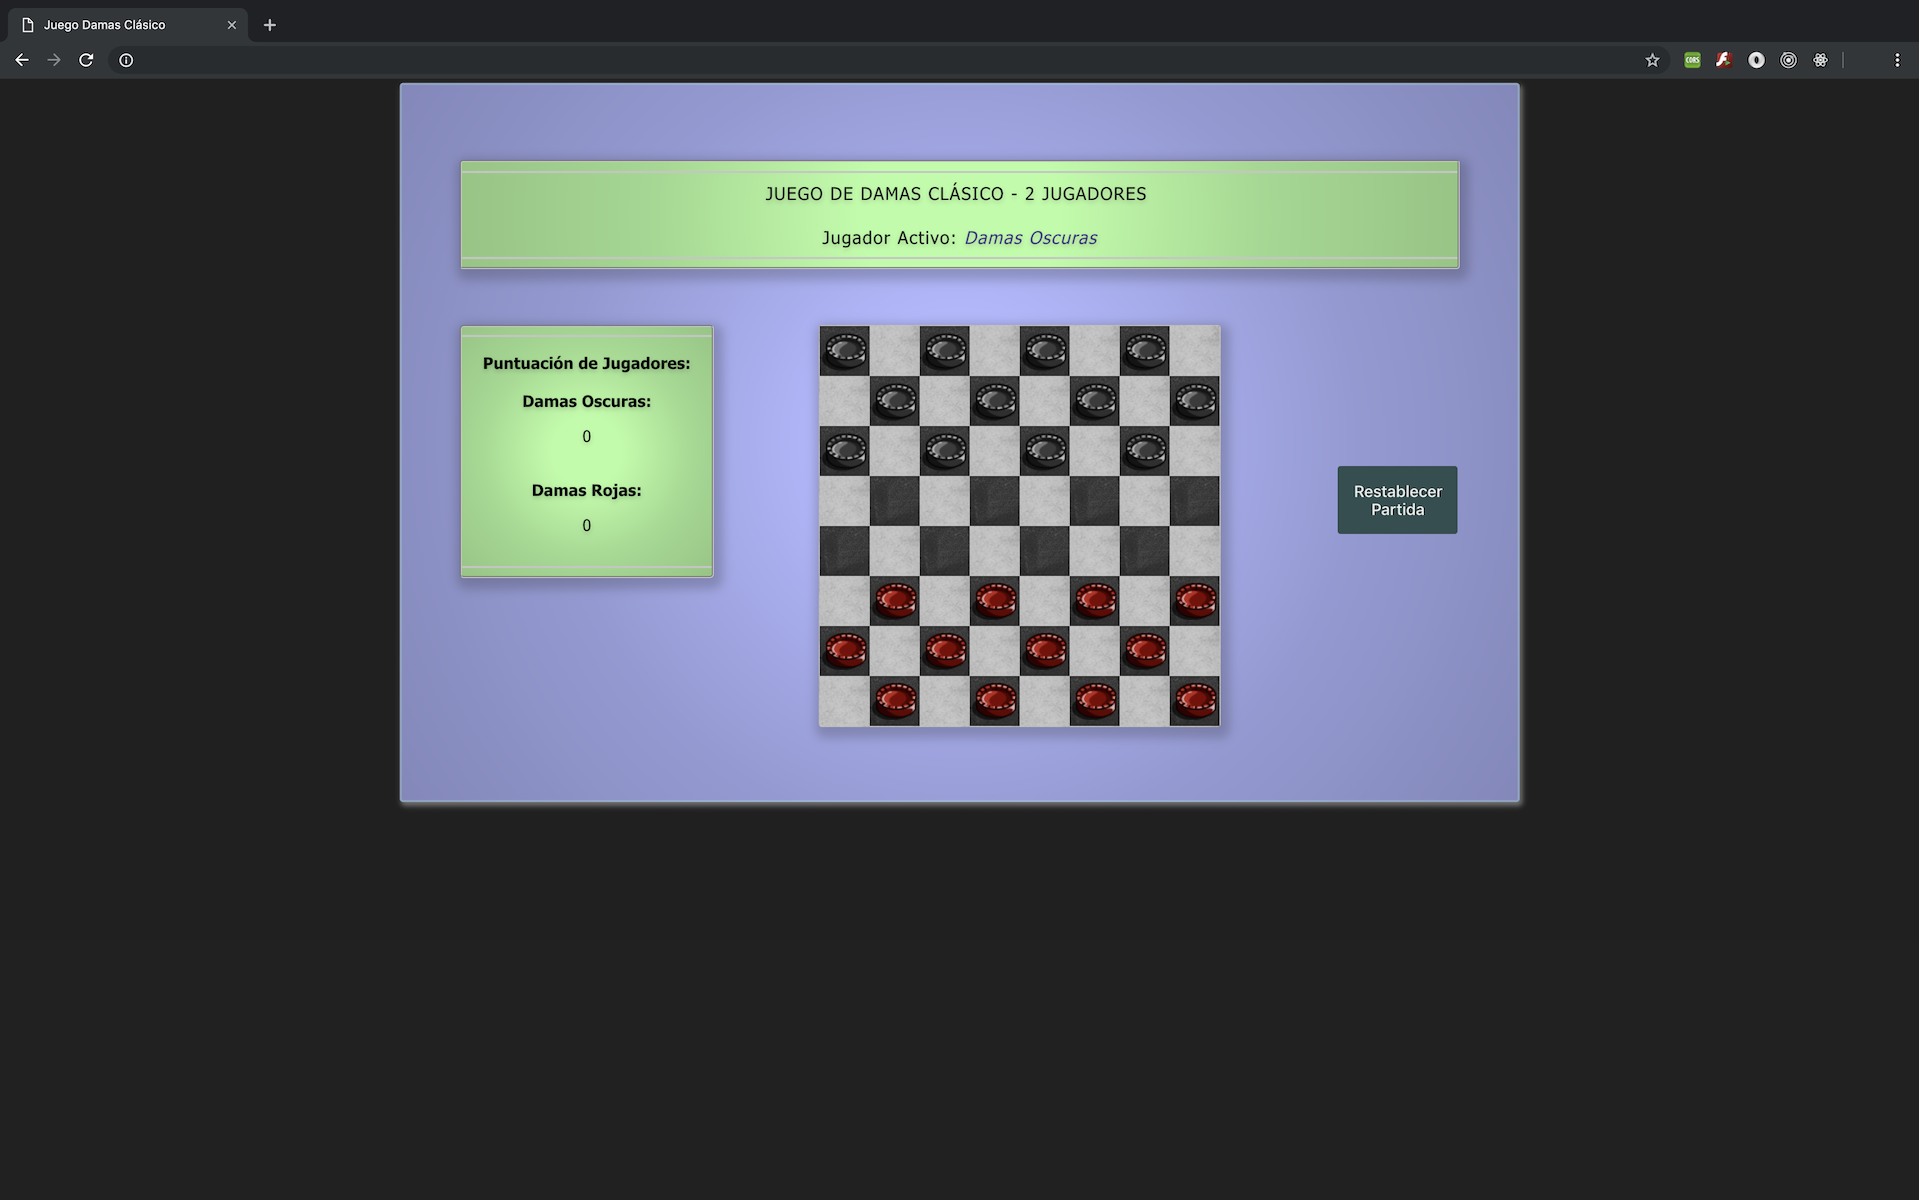 Juego Damas Clásico
CORS
JUEGO DE DAMAS CLÁSICO - 2 JUGADORES
Jugador Activo: Damas Oscuras
Puntuación de Jugadores:
Damas Oscuras:
0
Damas Rojas:
0
Restablecer
Partida